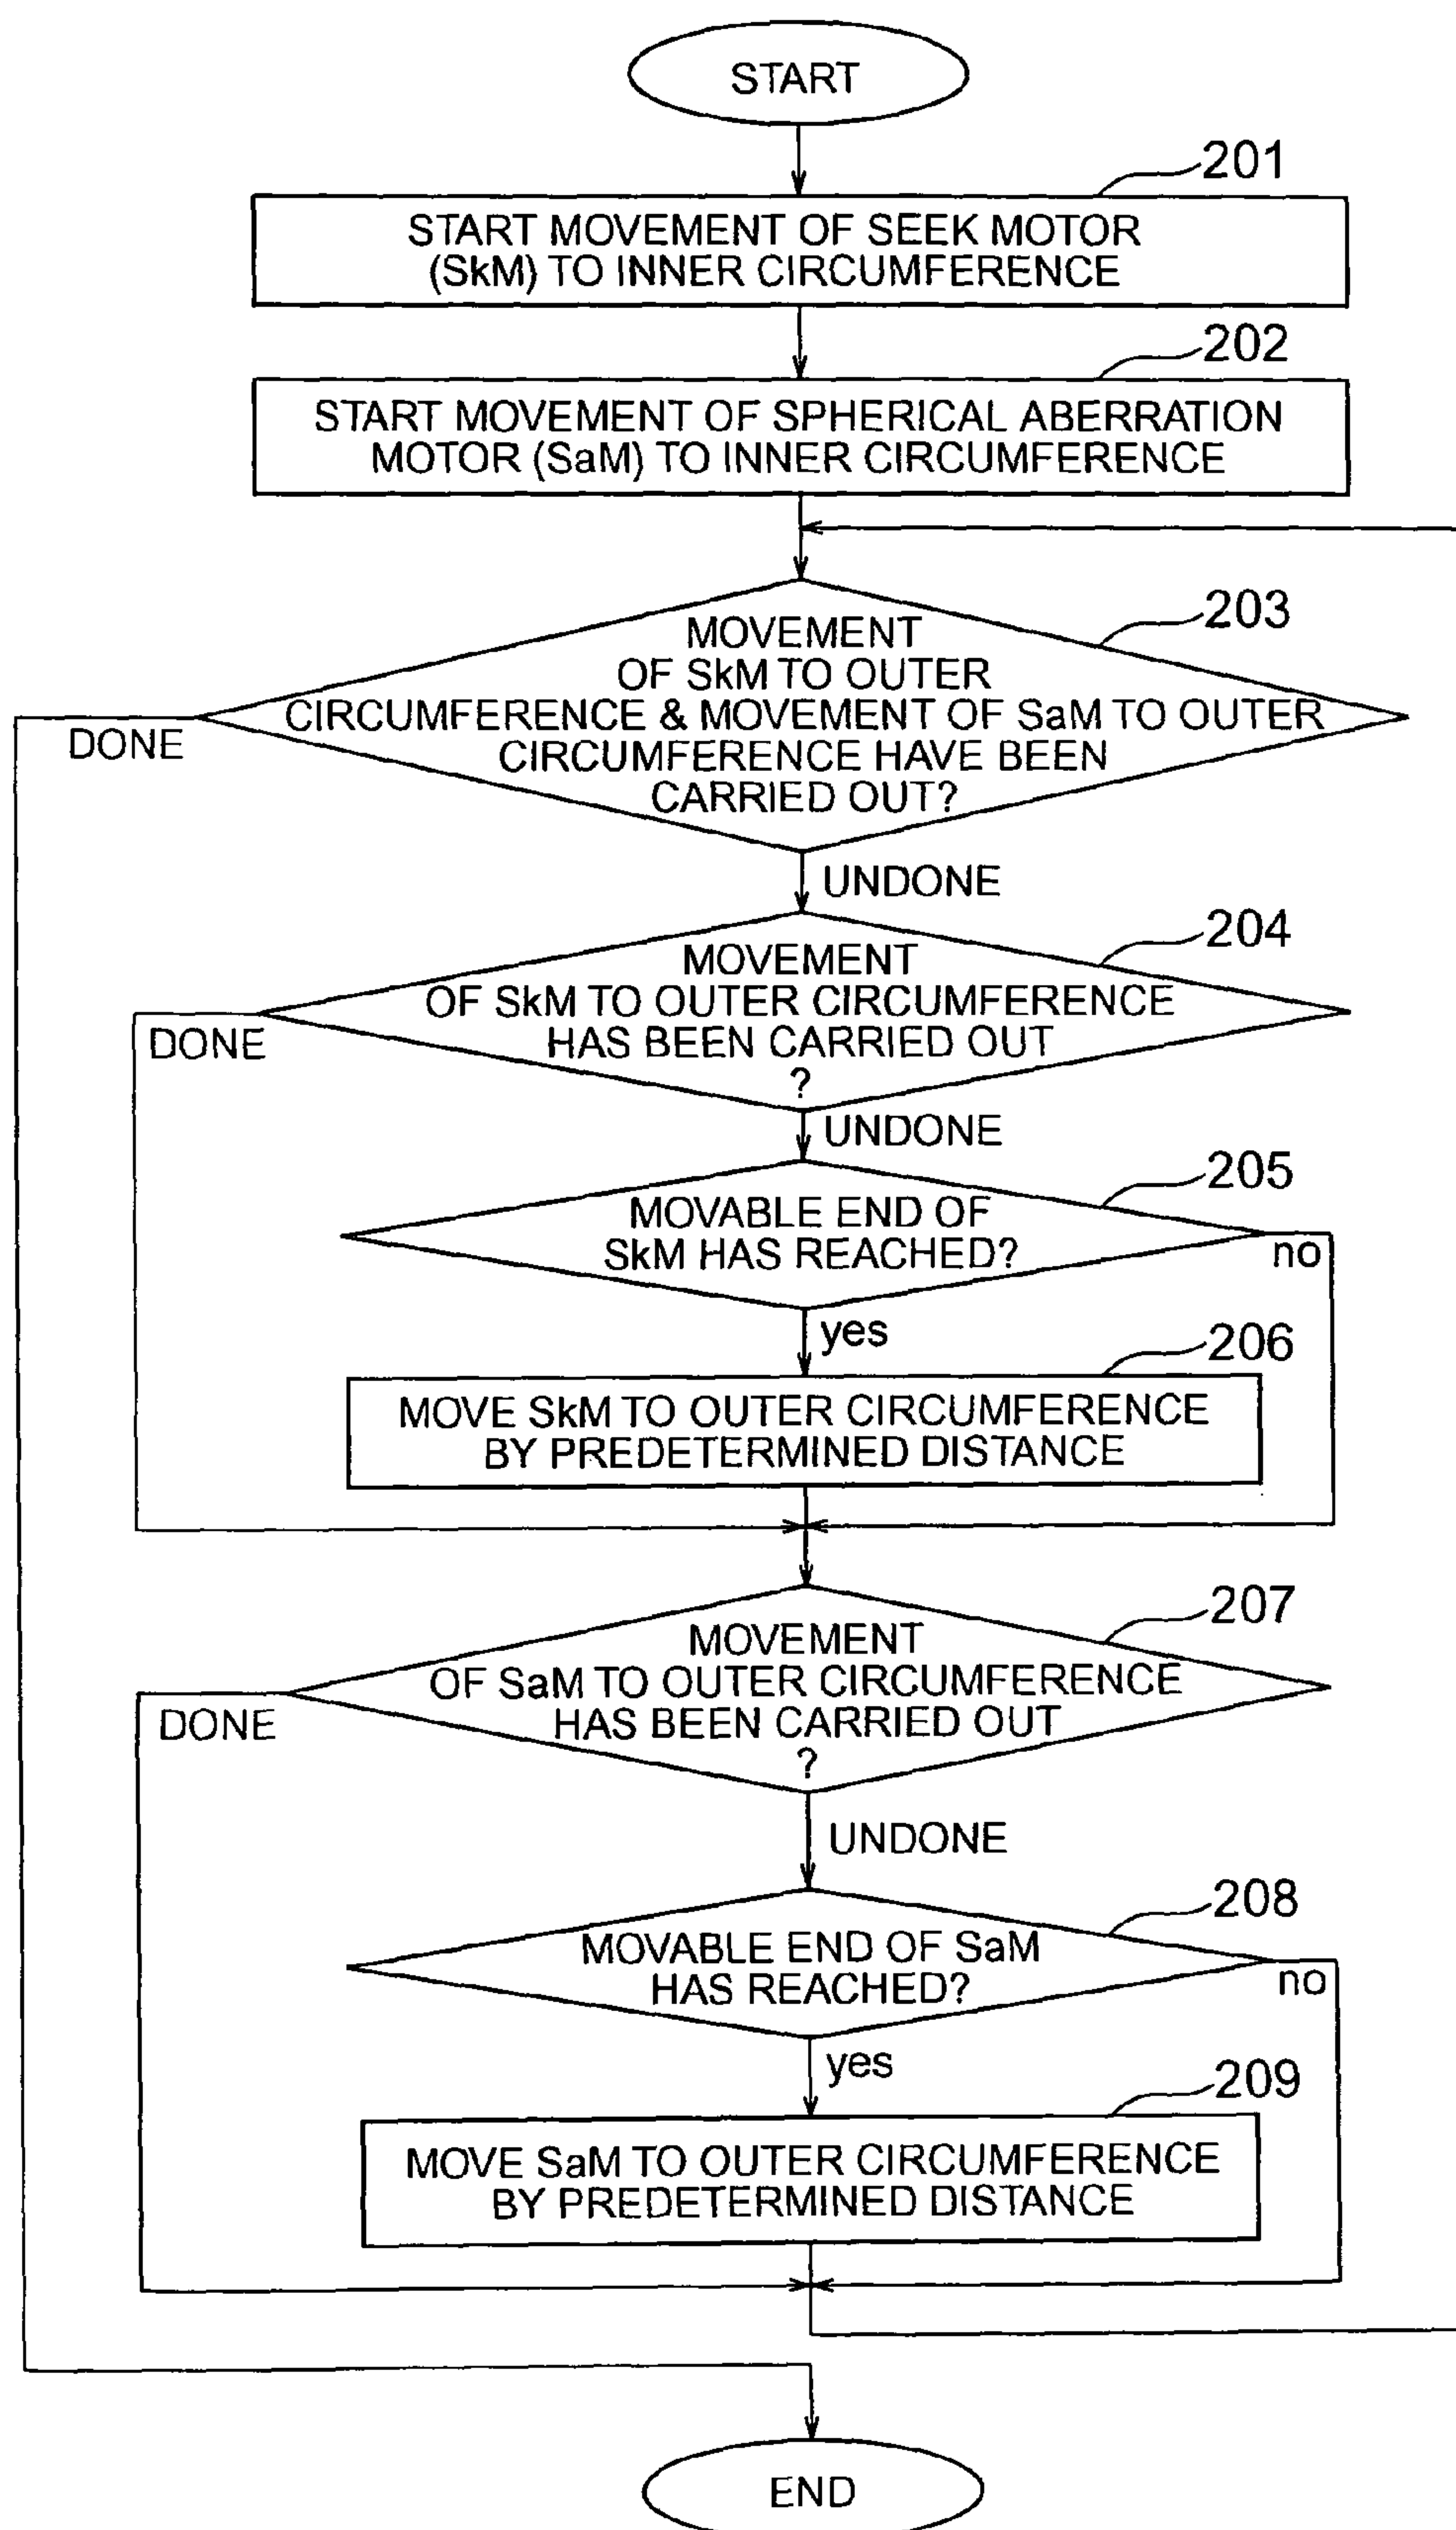 START
201
START MOVEMENT OF SEEK MOTOR
(SkM) TO INNER CIRCUMFERENCE
202
START MOVEMENT OF SPHERICAL ABERRATION
MOTOR (SaM) TO INNER CIRCUMFERENCE
203
MOVEMENT
OF SkM TO OUTER
CIRCUMFERENCE & MOVEMENT OF SaM TO OUTER
CIRCUMFERENCE HAVE BEEN
CARRIED OUT?
DONE
UNDONE
204
MOVEMENT
OF SkM TO OUTER CIRCUMFERENCE
HAS BEEN CARRIED OUT
?
DONE
UNDONE
205
MOVABLE END OF
SkM HAS REACHED?
no
yes
206
MOVE SkM TO OUTER CIRCUMFERENCE
BY PREDETERMINED DISTANCE
207
MOVEMENT
OF SaM TO OUTER CIRCUMFERENCE
HAS BEEN CARRIED OUT
?
DONE
UNDONE
208
MOVABLE END OF SaM
HAS REACHED?
no
yes
209
MOVE SaM TO OUTER CIRCUMFERENCE
BY PREDETERMINED DISTANCE
END